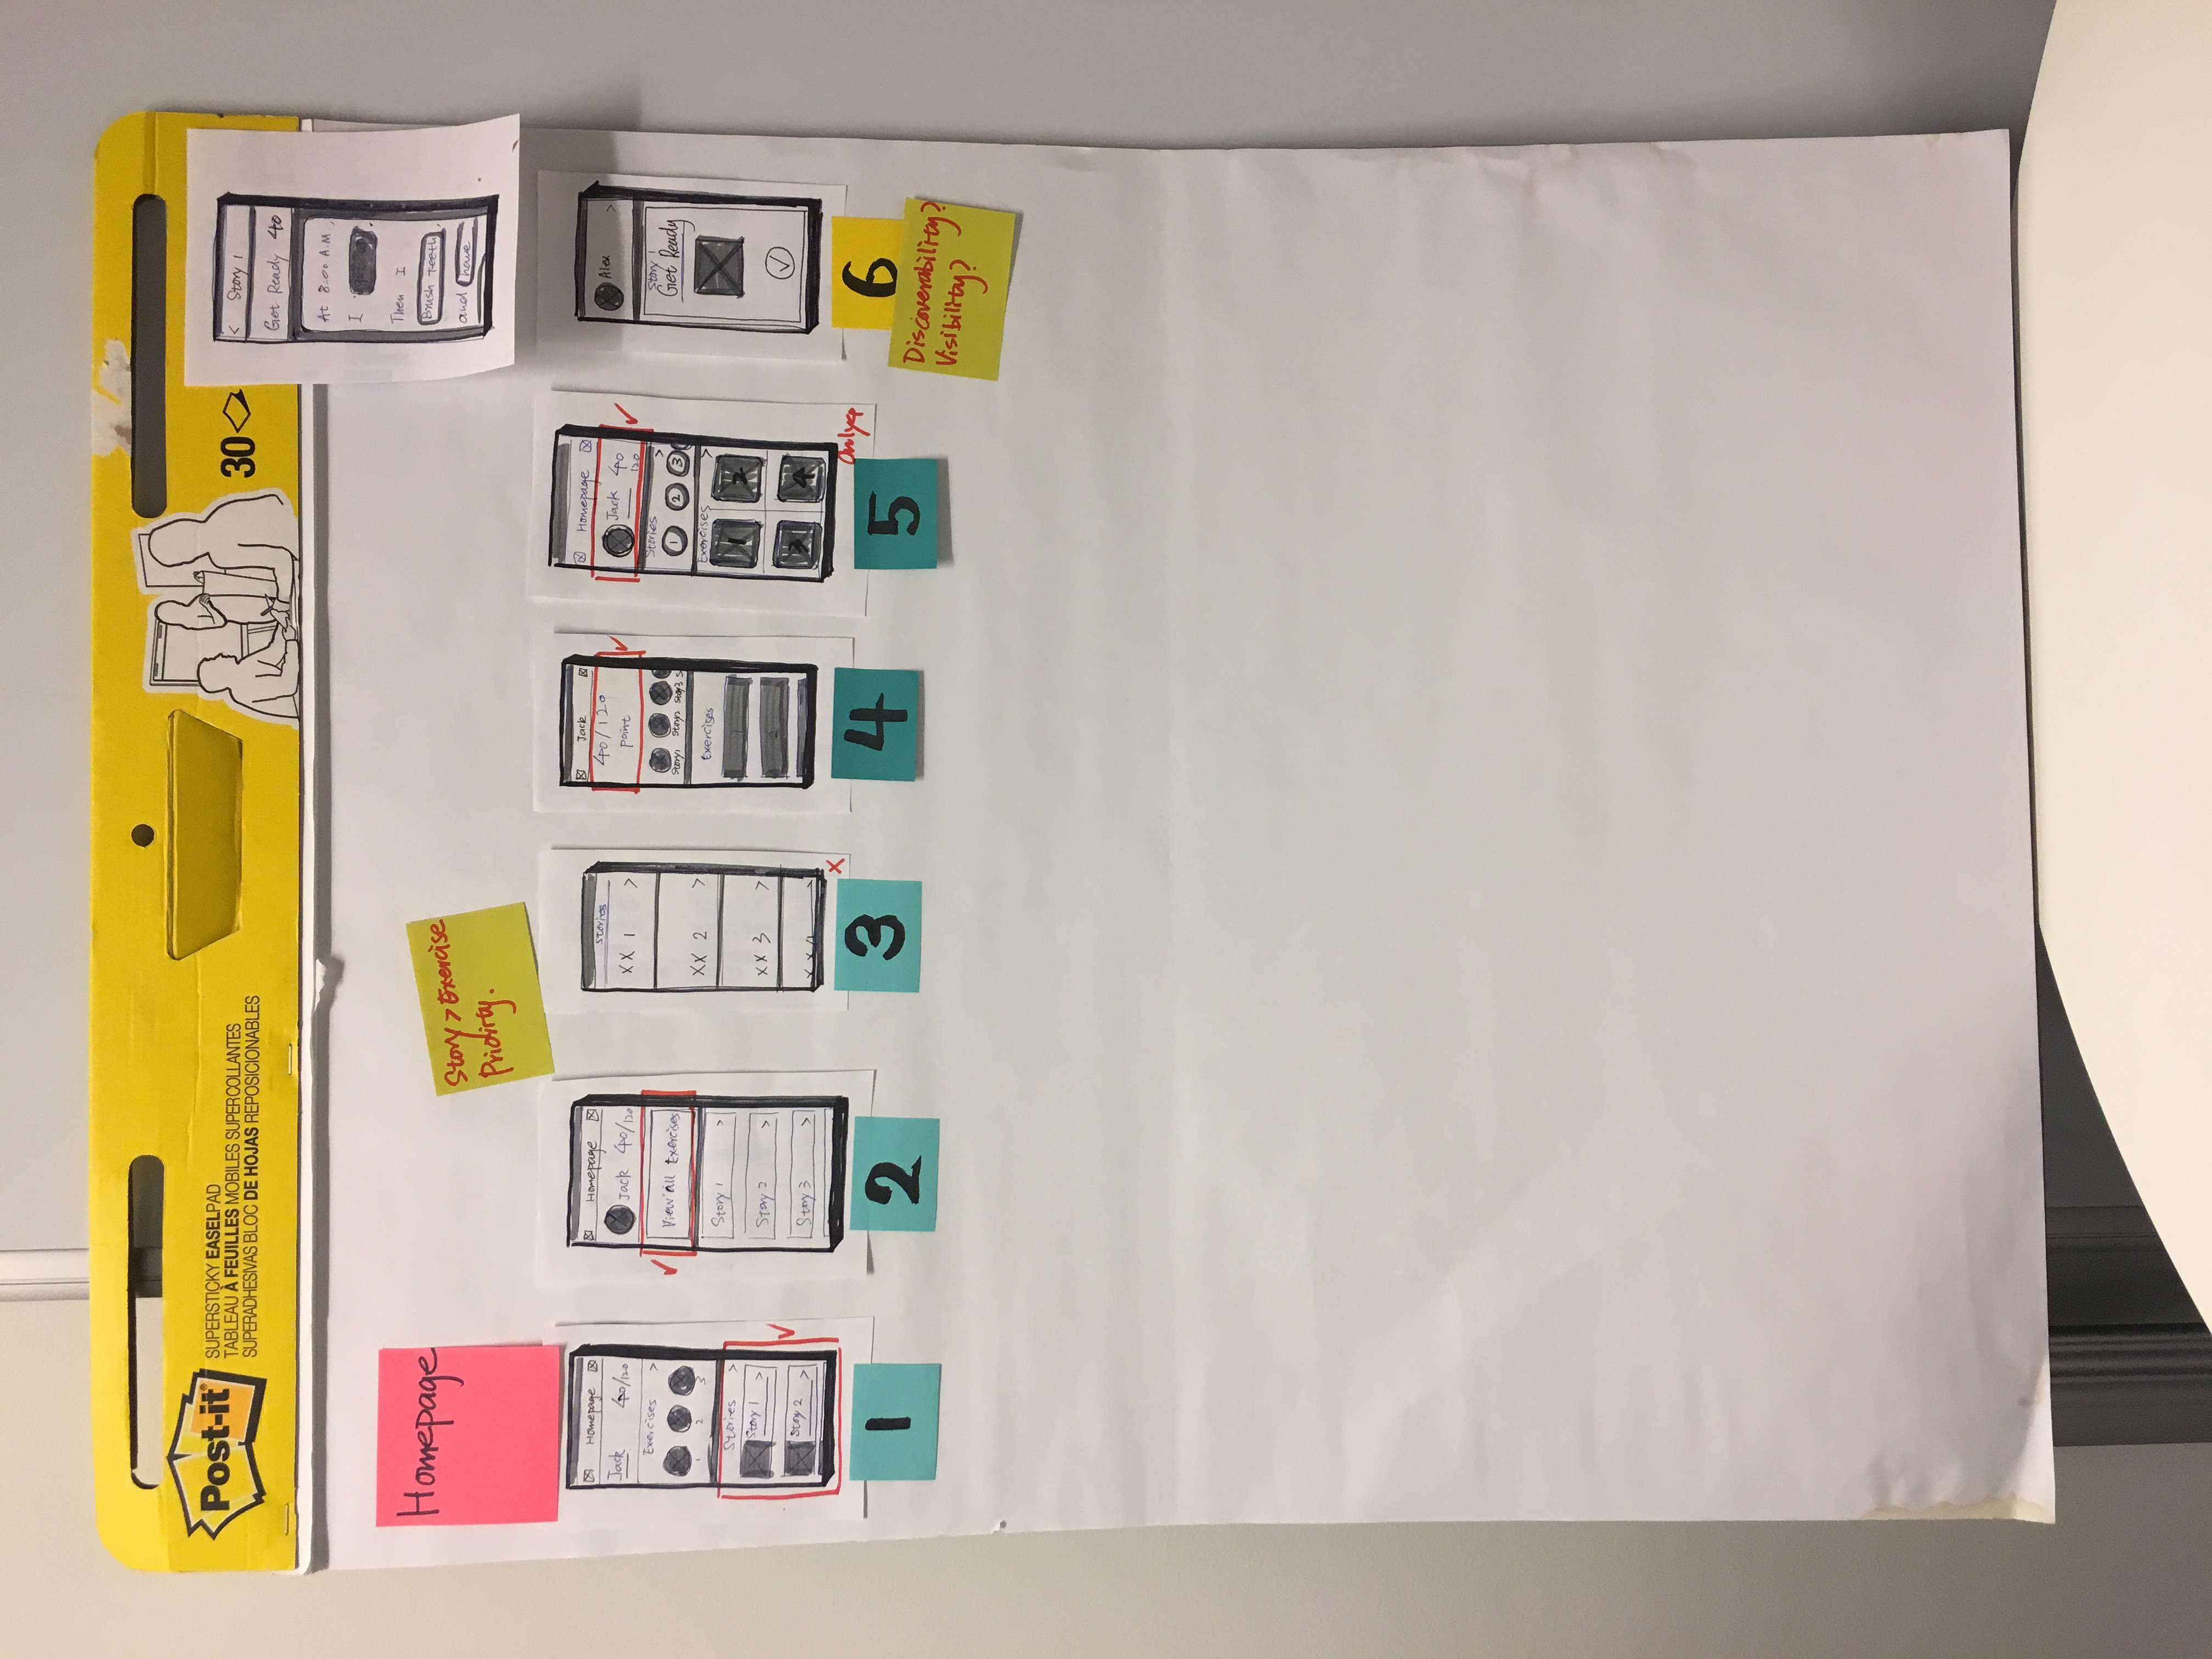 Post-it
SUPERSTICKY EASELPAD
TABLEAU À FEUILLES MOBILES SUPERCOLLANTES
SUPERADHESIVAS BLOC DE HOJAS REPOSICIONABLES
30
Story 1
Get Ready 40
At 8:00 A.M.,
I
Then I
Brush teeth,
and have
Homepage
Story > Exercise
Priority.
Homepage
Jack 40/120
Exercises >
1 2 3
Stories >
Story 1 >
Story 2 >
1
Homepage
Jack 40/120
View all Exercises
Story 1 >
Story 2 >
Story 3 >
2
Stories
XX 1 >
XX 2 >
XX 3 >
X
3
Jack
40/120
point
Story1 Story2 Story3 S
Exercises
1
2
4
Homepage
Jack 40
120
Stories >
1 2 3
Exercises >
1 2
3 4
5
Alex >
Story 1
Get Ready
6
Discoverability?
Visibility?